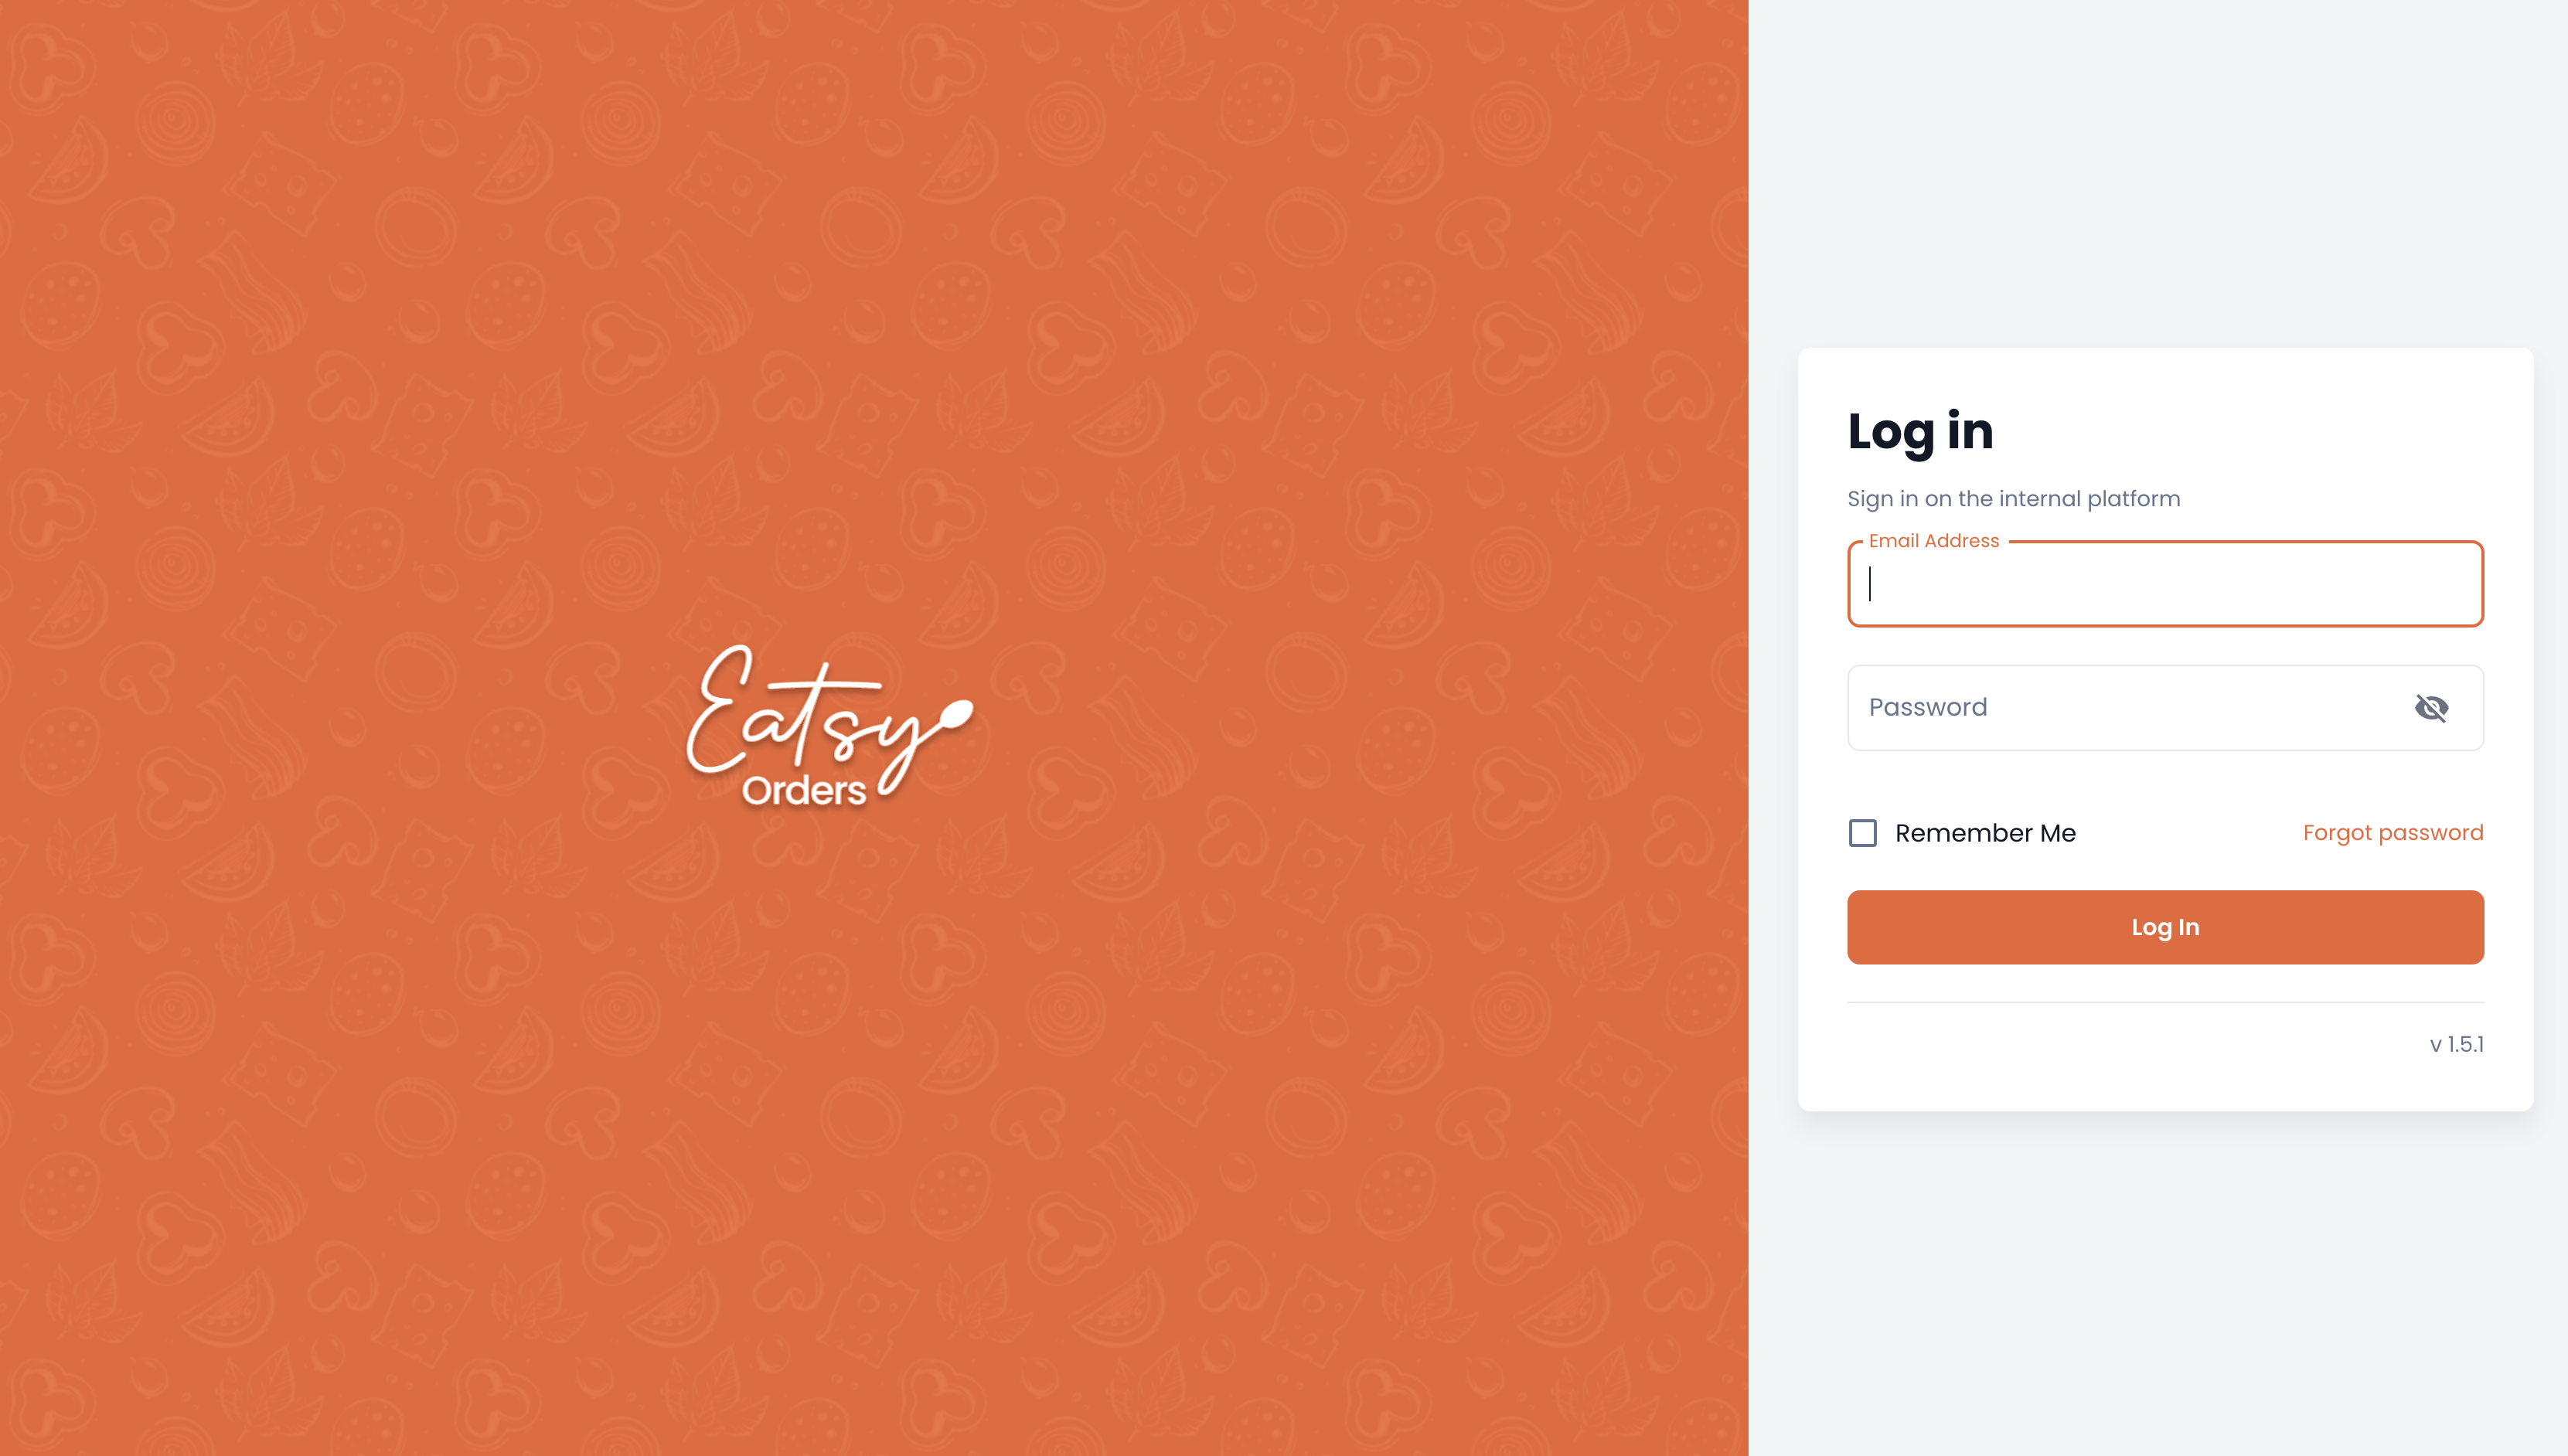 Eatsy
Orders
Log in
Sign in on the internal platform
Email Address
Password
Remember Me
Forgot password
Log In
v 1.5.1